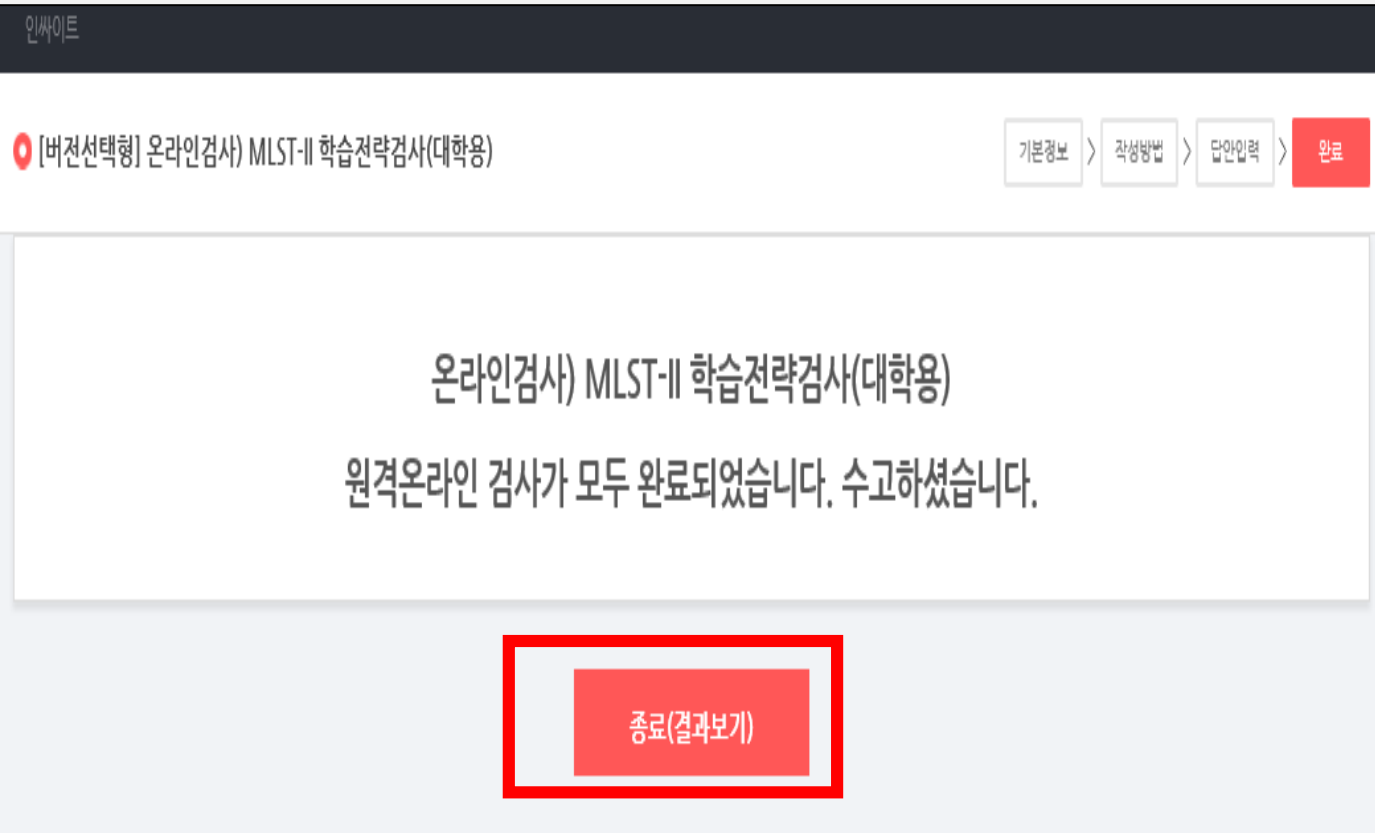 인싸이트
[버전선택형] 온라인검사) MLST-II 학습전략검사(대학용)
기본정보 > 작성방법 > 답안입력 > 완료
온라인검사) MLST-II 학습전략검사(대학용)
원격온라인 검사가 모두 완료되었습니다. 수고하셨습니다.
종료(결과보기)